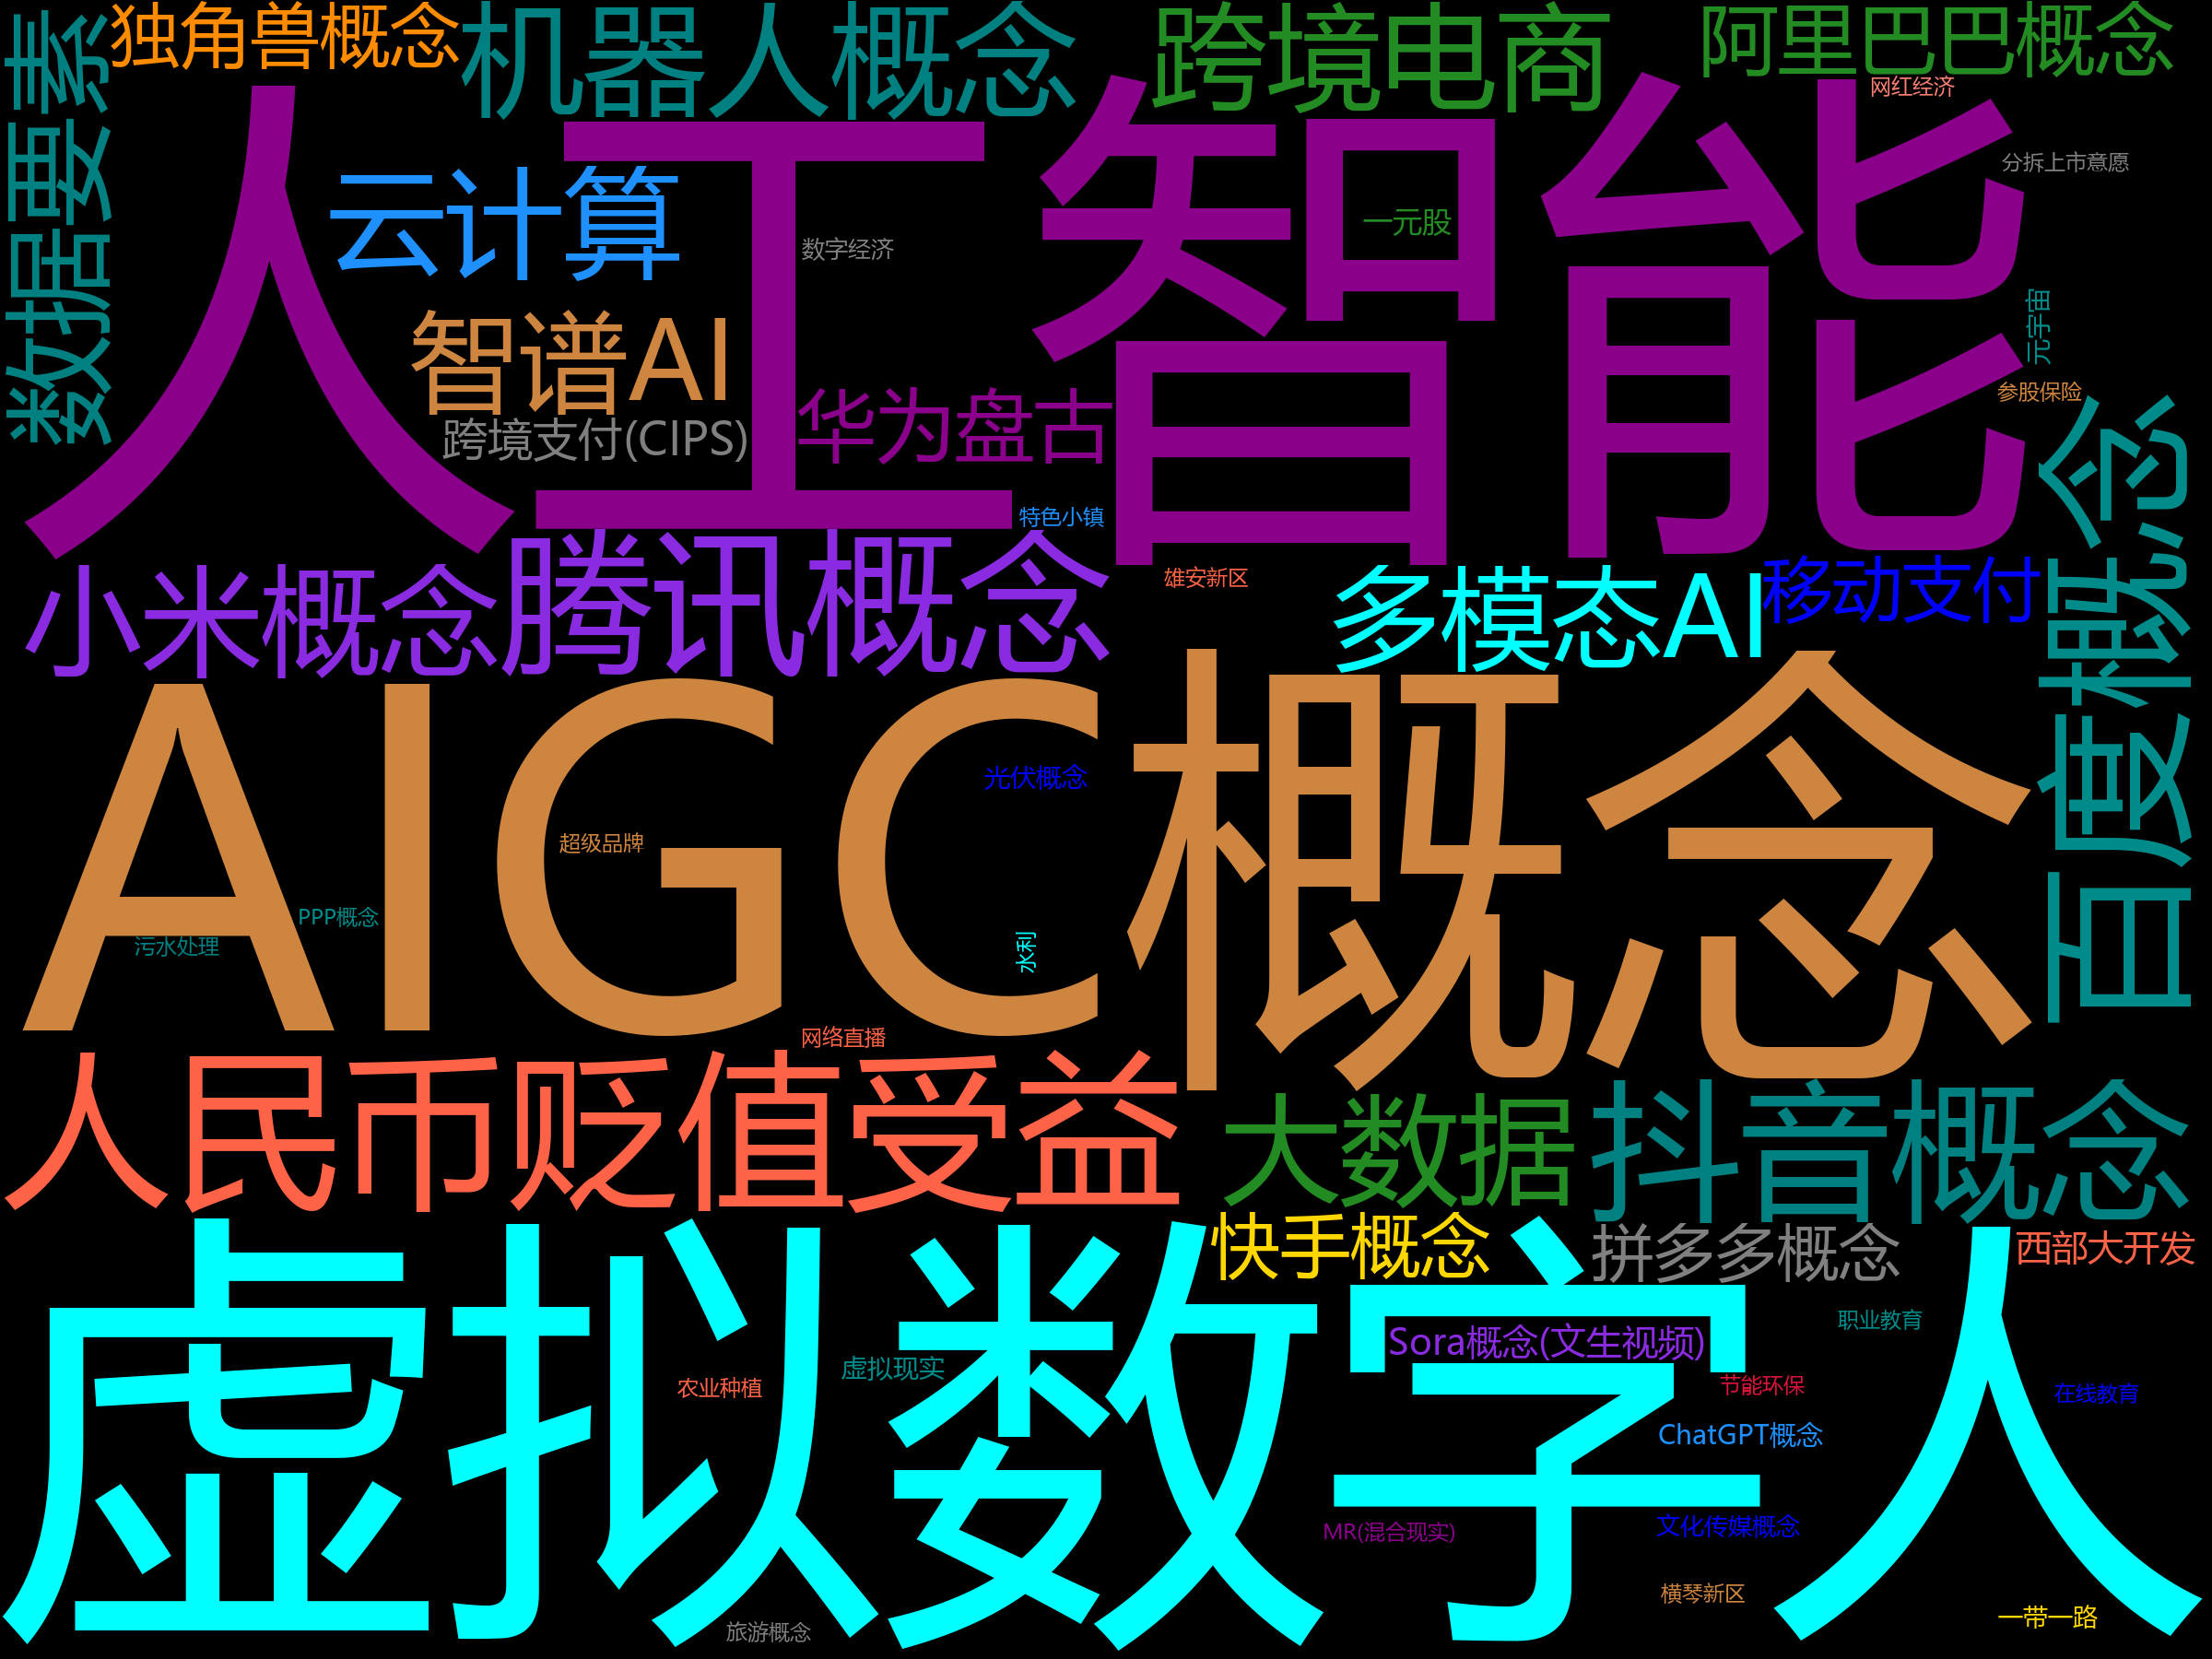 独角兽概念
机器人概念
跨境电商
阿里巴巴概念
数据要素
网红经济
人工智能
分拆上市意愿
云计算
一元股
数字经济
元宇宙
智谱AI
参股保险
华为盘古
跨境支付(CIPS)
特色小镇
雄安新区
小米概念
腾讯概念
多模态AI
移动支付
百度概念
AIGC概念
光伏概念
超级品牌
PPP概念
污水处理
水利
网络直播
人民币贬值受益
大数据
抖音概念
快手概念
拼多多概念
西部大开发
虚拟数字人
职业教育
Sora概念(文生视频)
虚拟现实
农业种植
节能环保
在线教育
ChatGPT概念
MR(混合现实)
文化传媒概念
横琴新区
一带一路
旅游概念